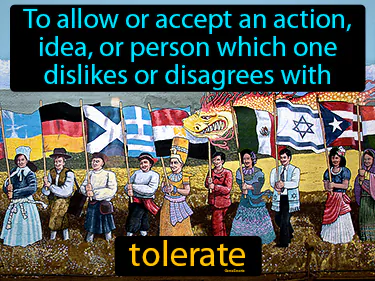 To allow or accept an action,
idea, or person which one
dislikes or disagrees with
tolerate